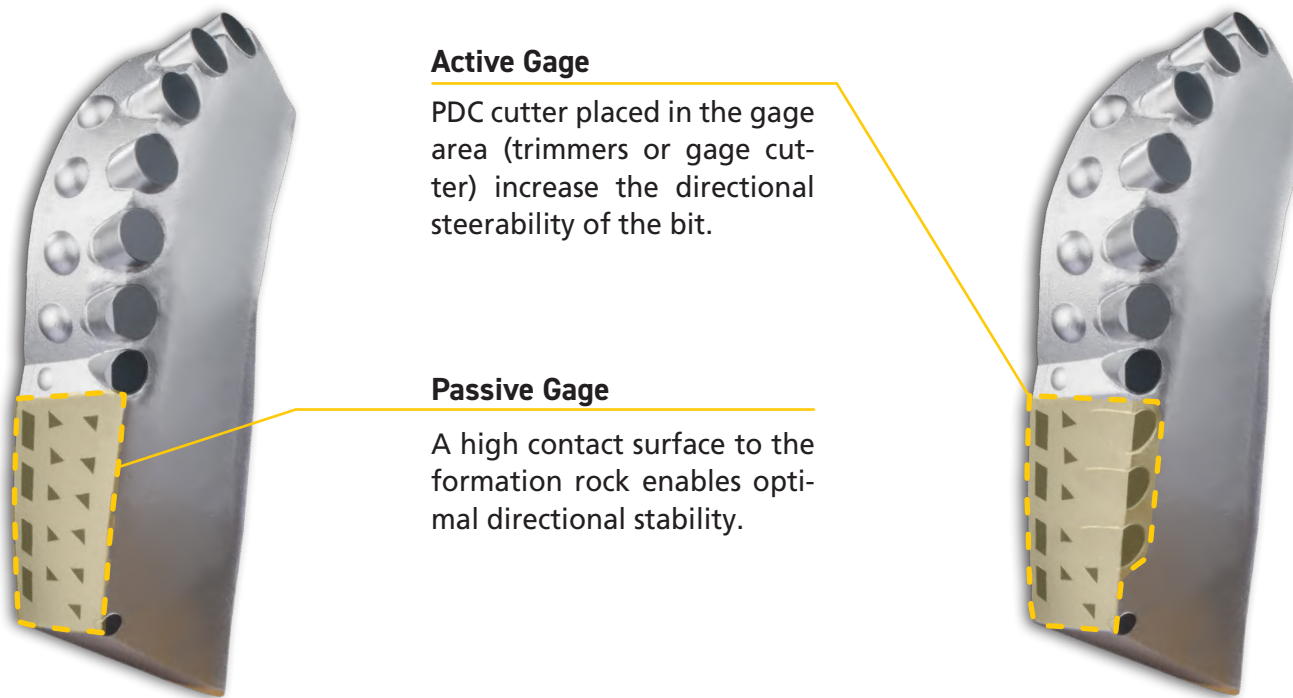 Active Gage
PDC cutter placed in the gage
area (trimmers or gage cut-
ter) increase the directional
steerability of the bit.
Passive Gage
A high contact surface to the
formation rock enables opti-
mal directional stability.